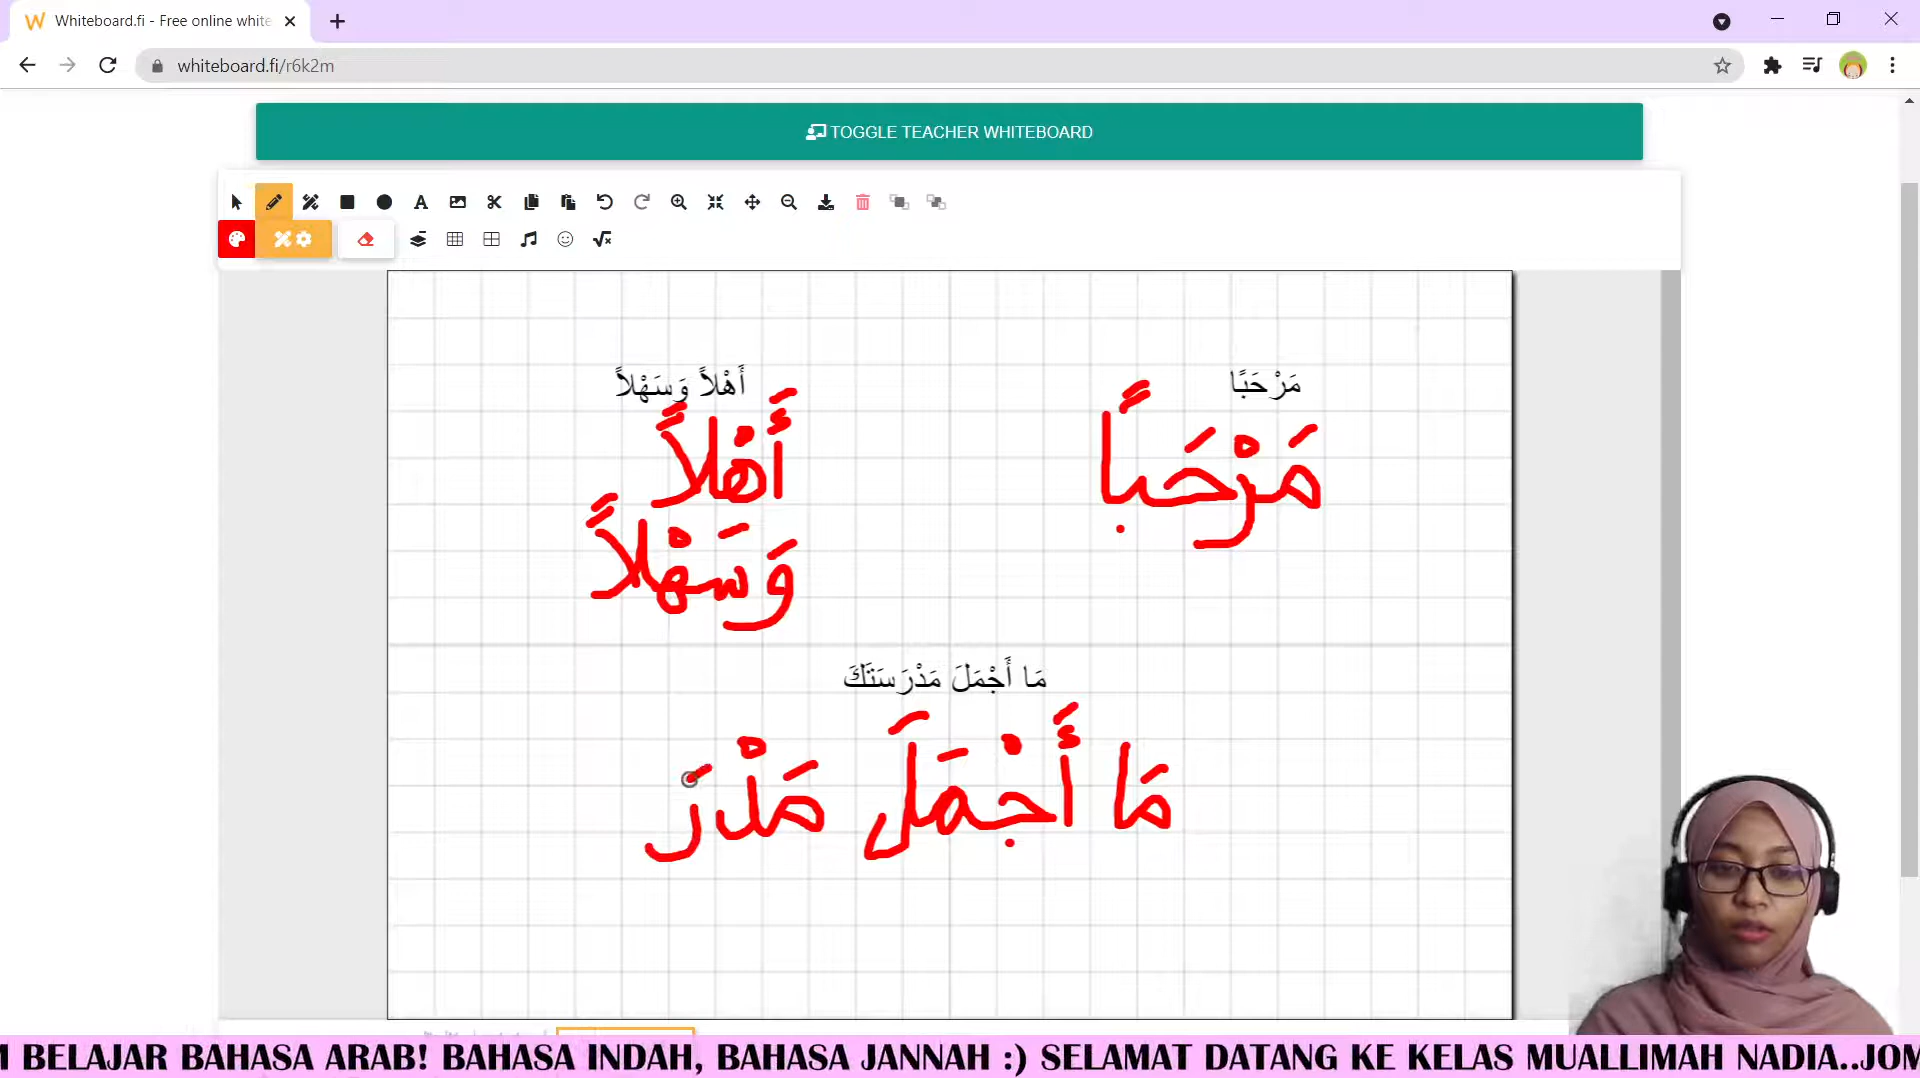 Whiteboard.fi - Free online white
whiteboard.fi/r6k2m
TOGGLE TEACHER WHITEBOARD
مَرْحَبًا
أَهْلاً وَسَهْلاً
مَرْحَباً
أَهْلاً
وَسَهْلاً
مَا أَجْمَلَ مَدْرَسَتَكَ
مَا أَجْمَلَ مَدْرَ
M BELAJAR BAHASA ARAB! BAHASA INDAH, BAHASA JANNAH :) SELAMAT DATANG KE KELAS MUALLIMAH NADIA..JOM